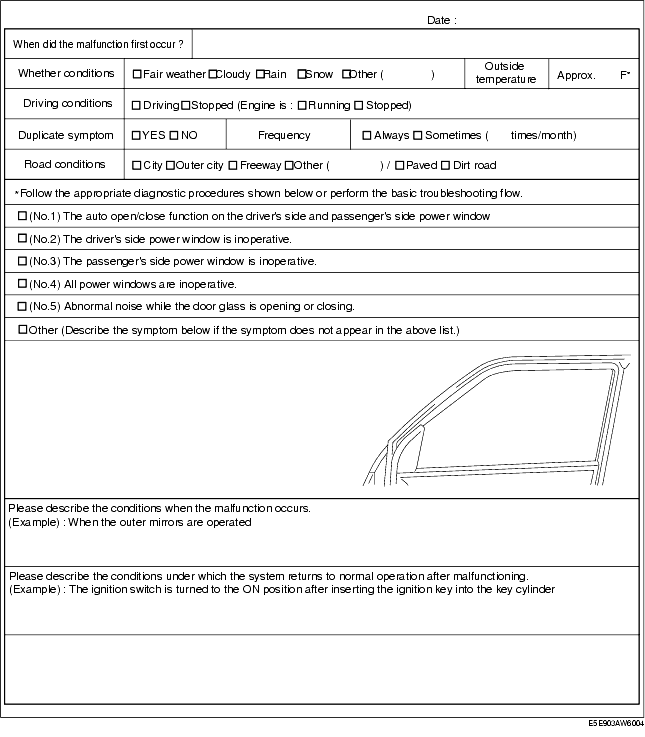 Date :
When did the malfunction first occur ?
Whether conditions □Fair weather □Cloudy □Rain □Snow □Other ( ) Outside temperature Approx. F*
Driving conditions □Driving □Stopped (Engine is : □Running □Stopped)
Duplicate symptom □YES □NO Frequency □Always □Sometimes ( times/month)
Road conditions □City □Outer city □Freeway □Other ( ) / □Paved □Dirt road
*Follow the appropriate diagnostic procedures shown below or perform the basic troubleshooting flow.
□(No.1) The auto open/close function on the driver's side and passenger's side power window
□(No.2) The driver's side power window is inoperative.
□(No.3) The passenger's side power window is inoperative.
□(No.4) All power windows are inoperative.
□(No.5) Abnormal noise while the door glass is opening or closing.
□Other (Describe the symptom below if the symptom does not appear in the above list.)
Please describe the conditions when the malfunction occurs.
(Example) : When the outer mirrors are operated
Please describe the conditions under which the system returns to normal operation after malfunctioning.
(Example) : The ignition switch is turned to the ON position after inserting the ignition key into the key cylinder
E5E903AW6004